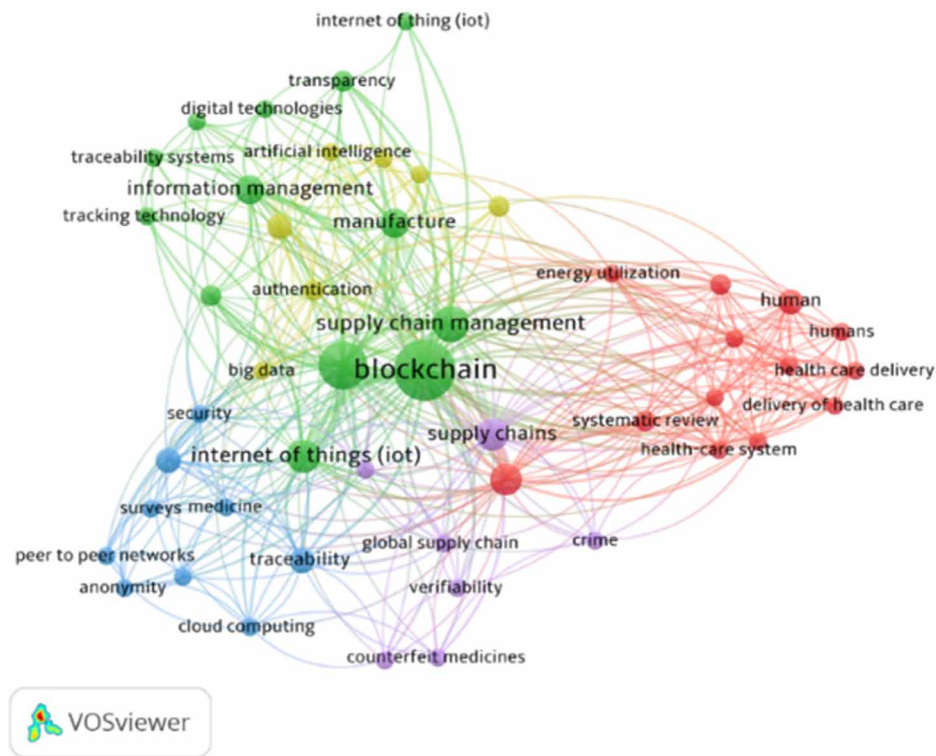 internet of thing (iot)
transparency
digital technologies
traceability systems
artificial intelligence
information management
tracking technology
manufacture
energy utilization
authentication
human
supply chain management
humans
big data
blockchain
health care delivery
security
delivery of health care
systematic review
supply chains
health-care system
internet of things (iot)
surveys
medicine
peer to peer networks
traceability
global supply chain
crime
anonymity
verifiability
cloud computing
counterfeit medicines
VOSviewer